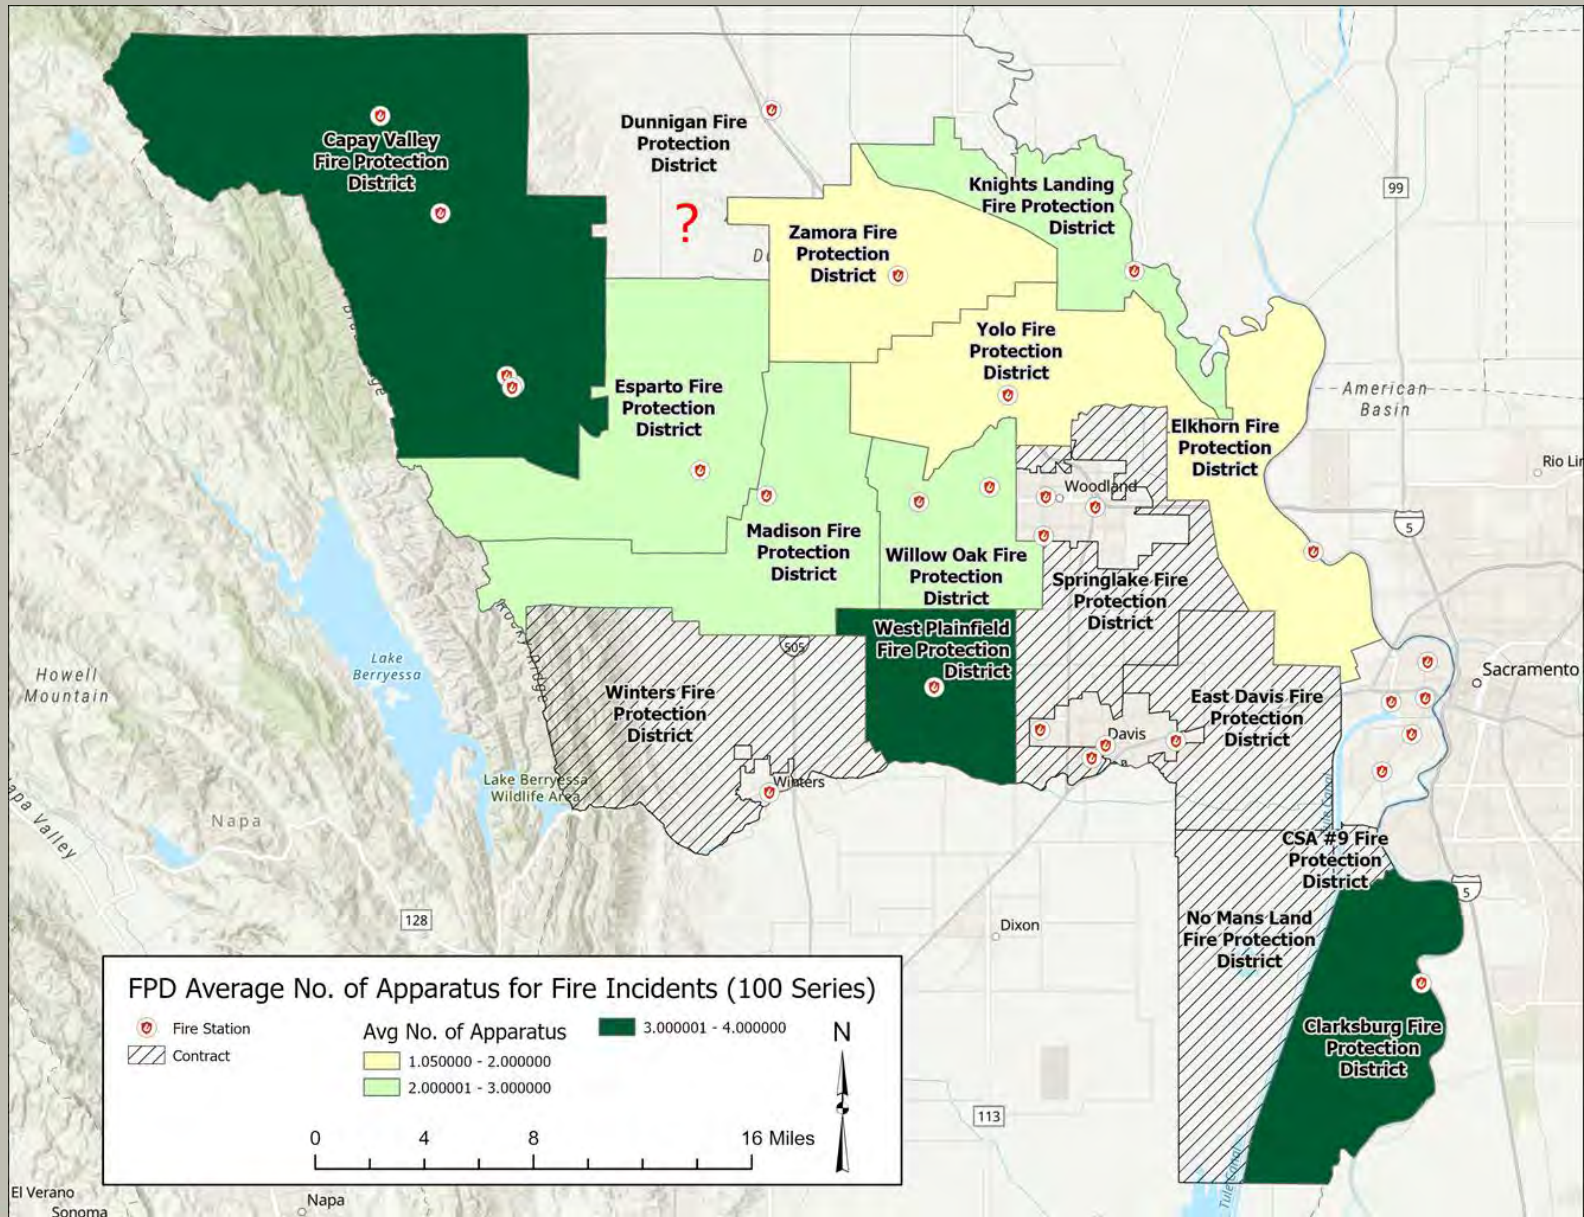 Capay Valley
Fire Protection
District
Dunnigan Fire
Protection
District
?
Knights Landing
Fire Protection
District
99
Zamora Fire
Protection
District
Yolo Fire
Protection
District
American
Basin
Esparto Fire
Protection
District
Elkhorn Fire
Protection
District
Woodland
5
Madison Fire
Protection
District
Willow Oak Fire
Protection
District
Springlake Fire
Protection
District
Rocky Ridge
West Plainfield
Fire Protection
District
505
Lake
Berryessa
Howell
Mountain
Sacramento
Winters Fire
Protection
District
East Davis Fire
Protection
District
Davis
Lake Berryessa
Wildlife Area
Winters
Napa
CSA #9 Fire
Protection
District
5
128
Dixon
No Mans Land
Fire Protection
District
Clarksburg Fire
Protection
District
113
Tule Canal
FPD Average No. of Apparatus for Fire Incidents (100 Series)
Fire Station
Contract
Avg No. of Apparatus
1.050000 - 2.000000
2.000001 - 3.000000
3.000001 - 4.000000
N
0 4 8 16 Miles
El Verano
Sonoma
Napa